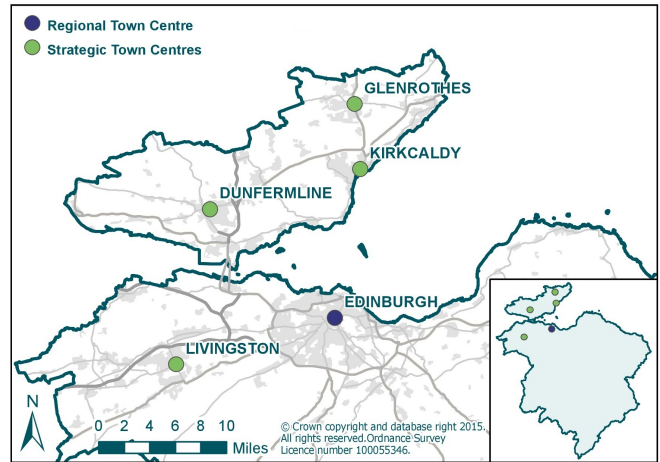 Regional Town Centre
Strategic Town Centres
GLENROTHES
KIRKCALDY
DUNFERMLINE
EDINBURGH
LIVINGSTON
N
0 2 4 6 8 10
Miles
© Crown copyright and database right 2015.
All rights reserved.Ordnance Survey
Licence number 100055346.